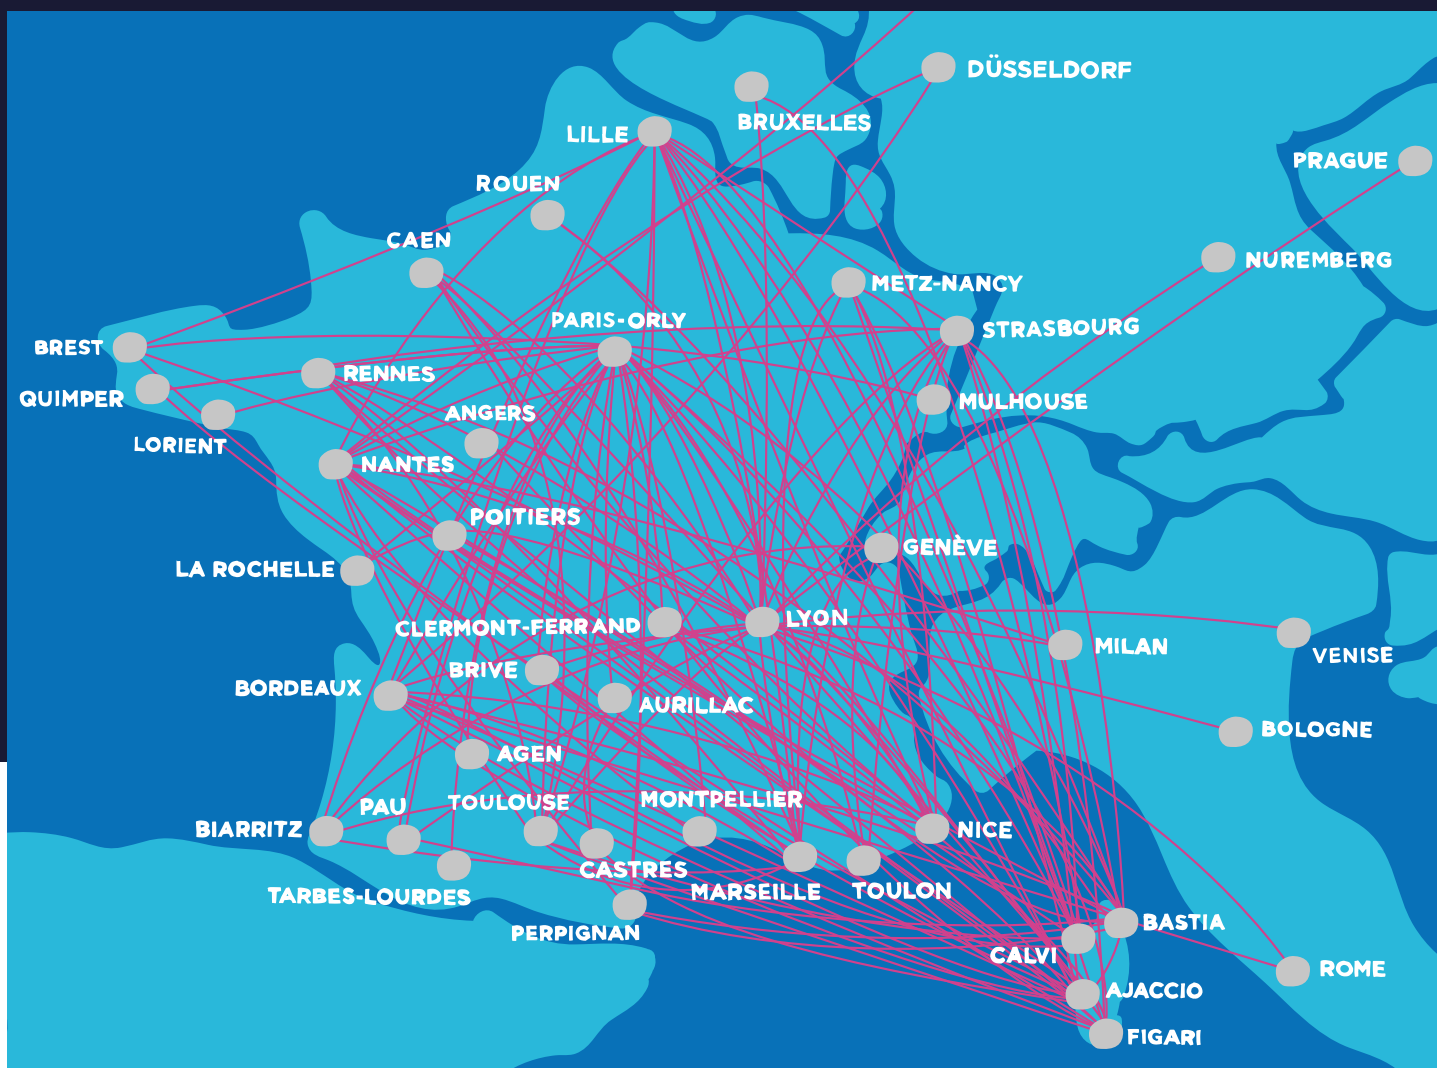 DÜSSELDORF
BRUXELLES
LILLE
PRAGUE
ROUEN
CAEN
NUREMBERG
METZ-NANCY
PARIS-ORLY
STRASBOURG
BREST
RENNES
QUIMPER
MULHOUSE
ANGERS
LORIENT
NANTES
POITIERS
GENÈVE
LA ROCHELLE
LYON
CLERMONT-FERRAND
MILAN
VENISE
BRIVE
BORDEAUX
AURILLAC
BOLOGNE
AGEN
MONTPELLIER
TOULOUSE
PAU
BIARRITZ
NICE
CASTRES
MARSEILLE
TOULON
TARBES-LOURDES
BASTIA
PERPIGNAN
CALVI
ROME
AJACCIO
FIGARI